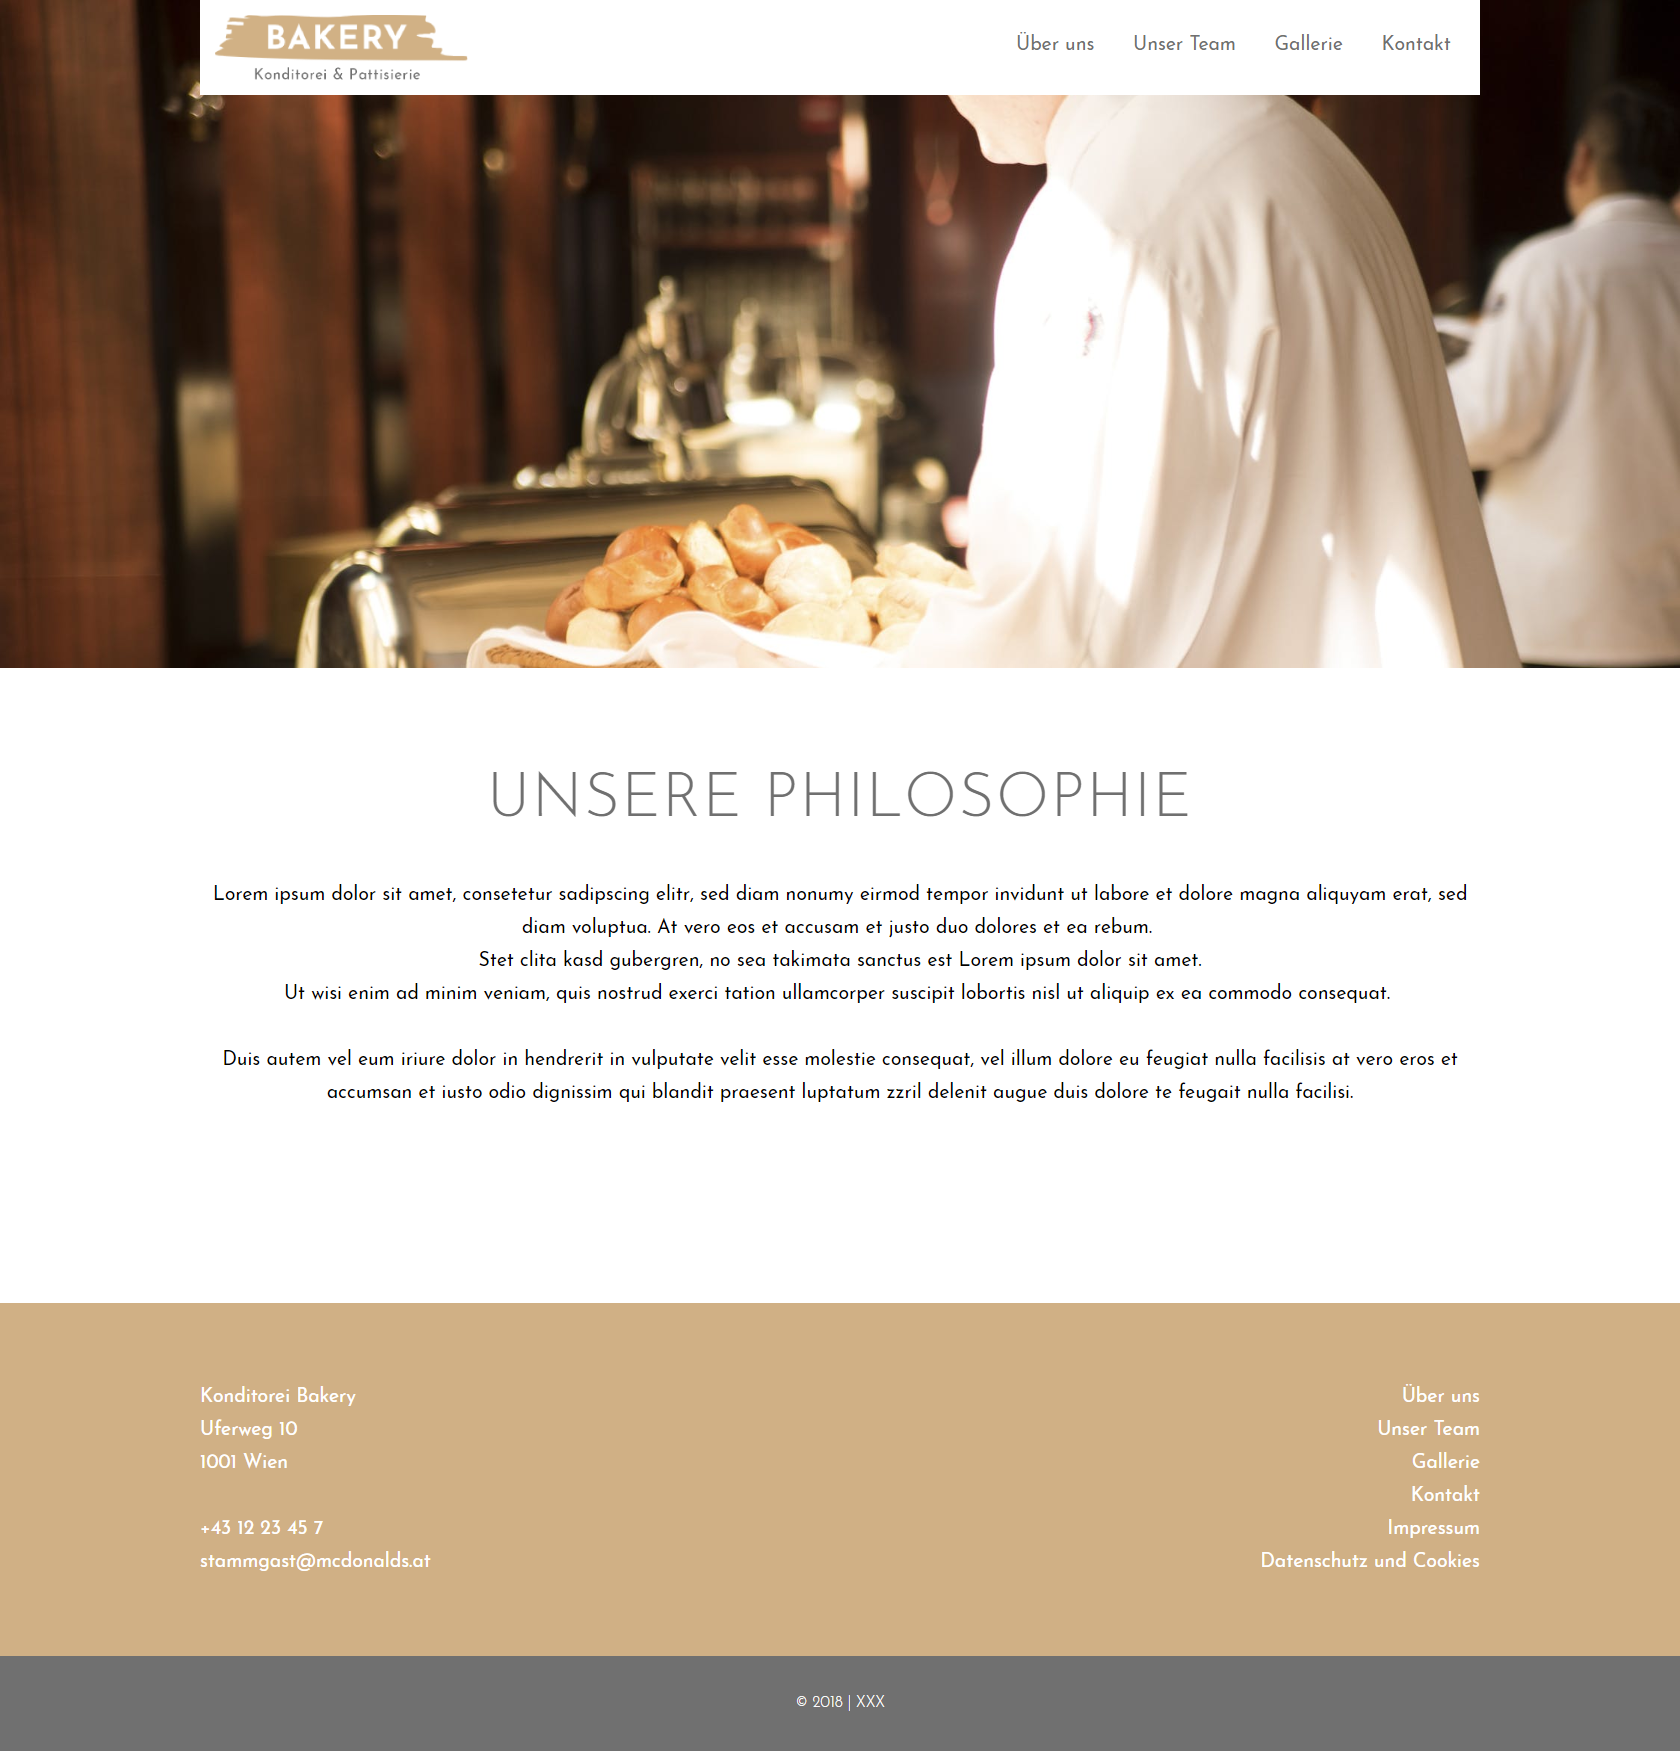 BAKERY
Konditorei & Pattisierie
Über uns Unser Team Gallerie Kontakt
UNSERE PHILOSOPHIE
Lorem ipsum dolor sit amet, consetetur sadipscing elitr, sed diam nonumy eirmod tempor invidunt ut labore et dolore magna aliquyam erat, sed
diam voluptua. At vero eos et accusam et justo duo dolores et ea rebum.
Stet clita kasd gubergren, no sea takimata sanctus est Lorem ipsum dolor sit amet.
Ut wisi enim ad minim veniam, quis nostrud exerci tation ullamcorper suscipit lobortis nisl ut aliquip ex ea commodo consequat.
Duis autem vel eum iriure dolor in hendrerit in vulputate velit esse molestie consequat, vel illum dolore eu feugiat nulla facilisis at vero eros et
accumsan et iusto odio dignissim qui blandit praesent luptatum zzril delenit augue duis dolore te feugait nulla facilisi.
Konditorei Bakery
Uferweg 10
1001 Wien
+43 12 23 45 7
stammgast@mcdonalds.at
Über uns
Unser Team
Gallerie
Kontakt
Impressum
Datenschutz und Cookies
© 2018 | XXX